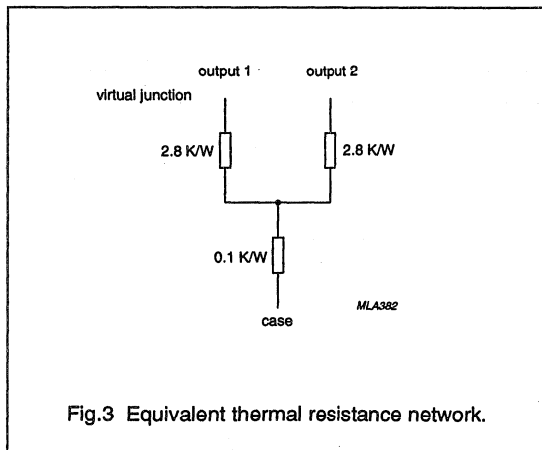 output 1 output 2
virtual junction
2.8 K/W 2.8 K/W
0.1 K/W
MLA382
case
Fig.3 Equivalent thermal resistance network.